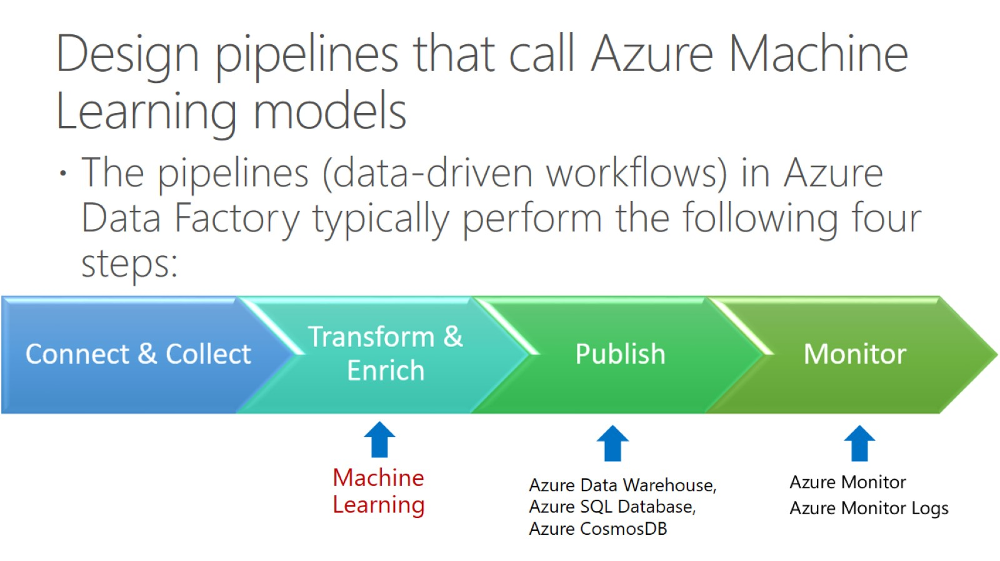 Design pipelines that call Azure Machine
Learning models
· The pipelines (data-driven workflows) in Azure
Data Factory typically perform the following four
steps:
Connect & Collect
Transform &
Enrich
Publish
Monitor
Machine
Learning
Azure Data Warehouse,
Azure SQL Database,
Azure CosmosDB
Azure Monitor
Azure Monitor Logs